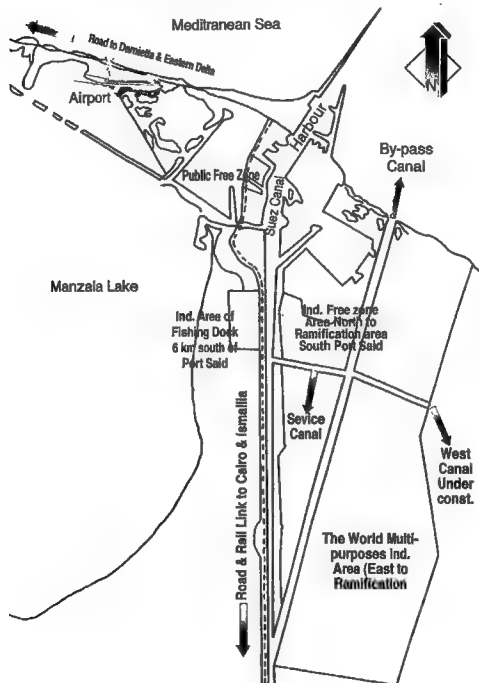 Meditranean Sea
Road to Damietta & Eastern Delta
Airport
N
Harbour
By-pass
Canal
Public Free Zone
Suez Canal
Manzala Lake
Ind. Area of
Fishing Dock
6 km south of
Port Said
Ind. Free zone
Area-North to
Ramification area
South Port Said
Sevice
Canal
West
Canal
Under
const.
Road & Rail Link to Cairo & Ismailia
The World Multi-
purposes Ind.
Area (East to
Ramification